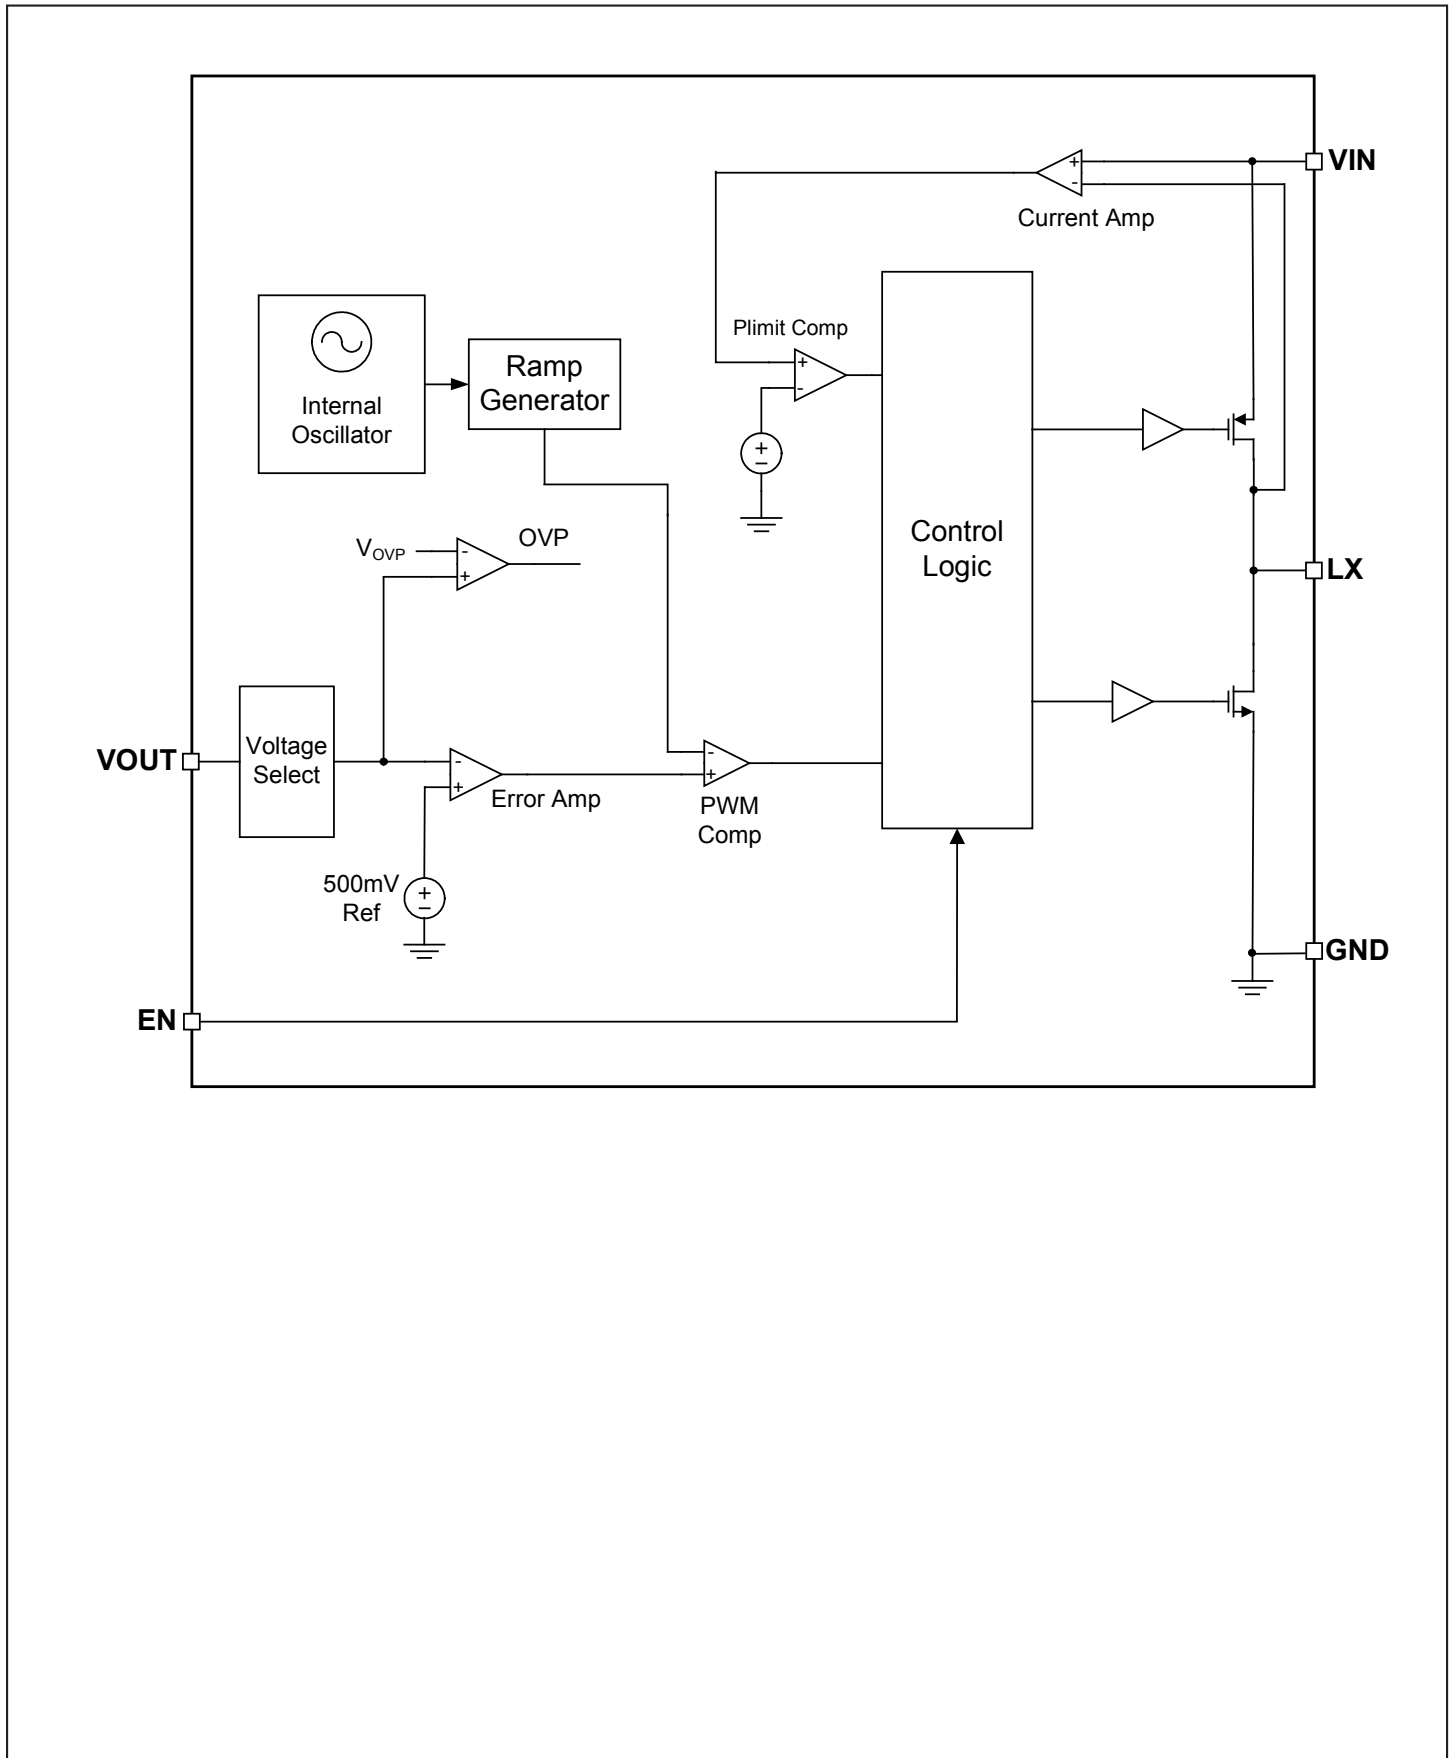 VIN
+
-
Current Amp
Plimit Comp
+
-
Internal
Oscillator
Ramp
Generator
+
−
Control
Logic
VOVP
-
+
OVP
LX
VOUT
Voltage
Select
-
+
Error Amp
-
+
PWM
Comp
500mV
Ref
+
−
GND
EN